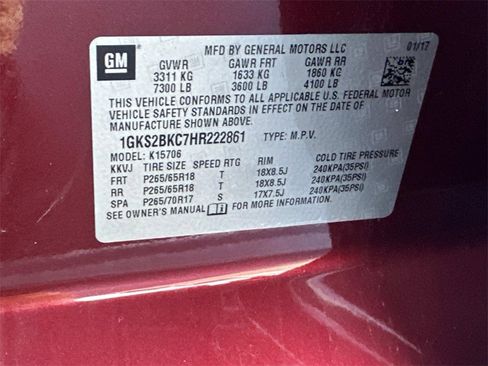 GM
MFD BY GENERAL MOTORS LLC 01/17
GVWR GAWR FRT GAWR RR
3311 KG 1633 KG 1860 KG
7300 LB 3600 LB 4100 LB
THIS VEHICLE CONFORMS TO ALL APPLICABLE U.S. FEDERAL MOTOR
VEHICLE SAFETY STANDARDS IN EFFECT ON THE DATE OF
MANUFACTURE SHOWN ABOVE.
1GKS2BKC7HR222861 TYPE: M.P.V.
MODEL: K15706
KKVJ TIRE SIZE SPEED RTG RIM COLD TIRE PRESSURE
FRT P265/65R18 T 18X8.5J 240KPA(35PSI)
RR P265/65R18 T 18X8.5J 240KPA(35PSI)
SPA P265/70R17 S 17X7.5J 240KPA(35PSI)
SEE OWNER'S MANUAL FOR MORE INFORMATION.